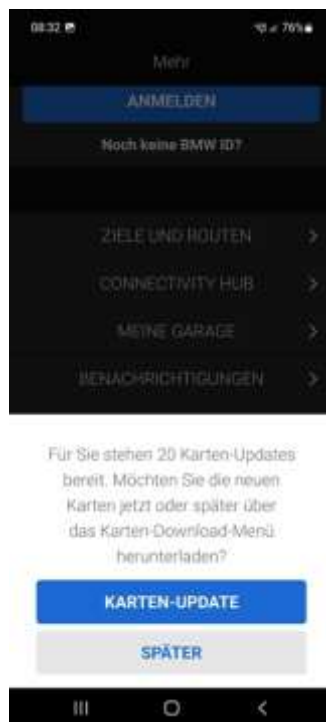 08:32
76%
Mehr
ANMELDEN
Noch keine BMW ID?
ZIELE UND ROUTEN
CONNECTIVITY HUB
MEINE GARAGE
BENACHRICHTIGUNGEN
Für Sie stehen 20 Karten-Updates
bereit. Möchten Sie die neuen
Karten jetzt oder später über
das Karten-Download-Menü
herunterladen?
KARTEN-UPDATE
SPÄTER